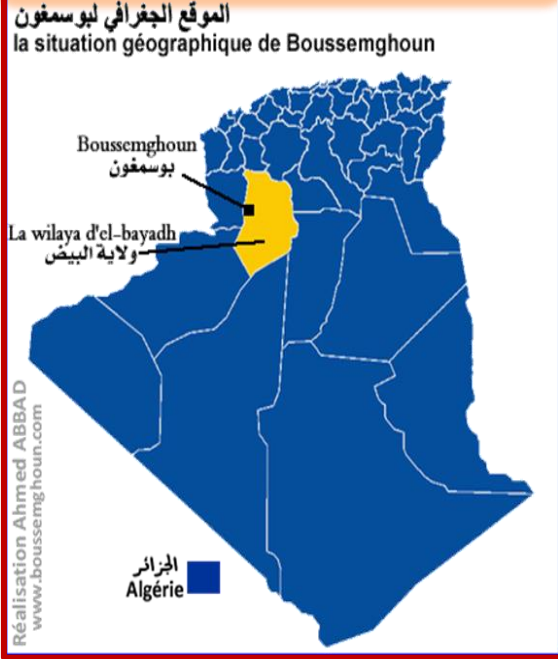 الموقع الجغرافي لبوسمغون
la situation géographique de Boussemghoun
Boussemghoun
بوسمغون
La wilaya d'el-bayadh
ولاية البيض
الجزائر
Algérie
Réalisation Ahmed ABBAD
www.boussemghoun.com